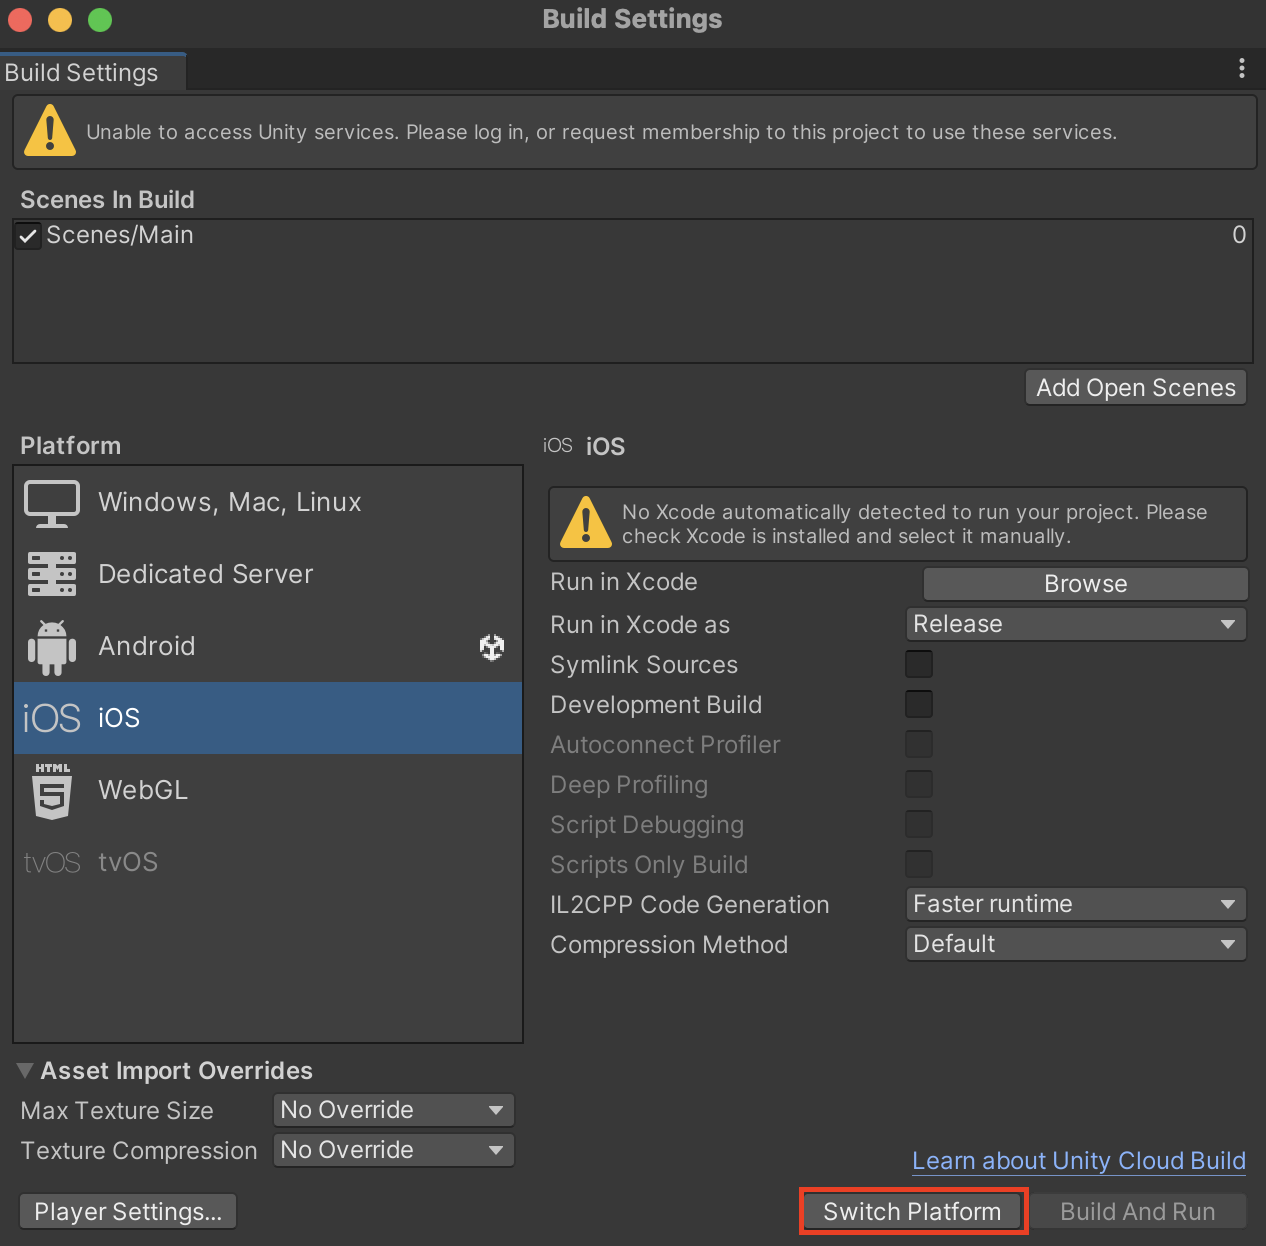 Build Settings
Build Settings
Unable to access Unity services. Please log in, or request membership to this project to use these services.
Scenes In Build
Scenes/Main 0
Add Open Scenes
Platform
Windows, Mac, Linux
Dedicated Server
Android
iOS iOS
HTML 5 WebGL
tvOS tvOS
iOS iOS
No Xcode automatically detected to run your project. Please
check Xcode is installed and select it manually.
Run in Xcode Browse
Run in Xcode as Release
Symlink Sources
Development Build
Autoconnect Profiler
Deep Profiling
Script Debugging
Scripts Only Build
IL2CPP Code Generation Faster runtime
Compression Method Default
Asset Import Overrides
Max Texture Size No Override
Texture Compression No Override
Learn about Unity Cloud Build
Player Settings... Switch Platform Build And Run